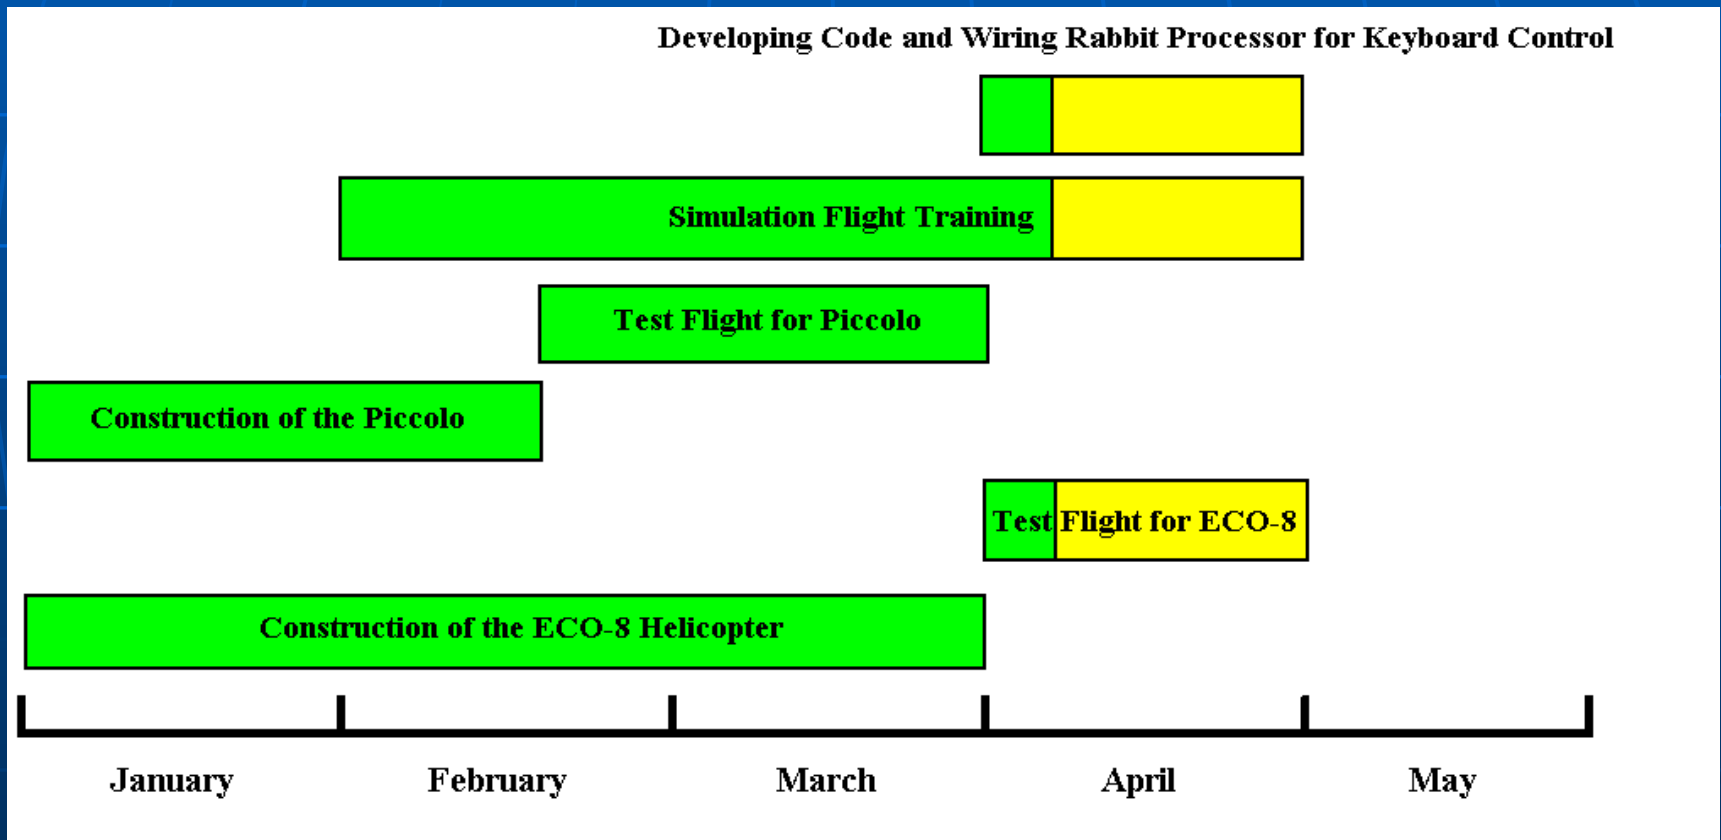 Developing Code and Wiring Rabbit Processor for Keyboard Control
Simulation Flight Training
Test Flight for Piccolo
Construction of the Piccolo
Test Flight for ECO-8
Construction of the ECO-8 Helicopter
January February March April May